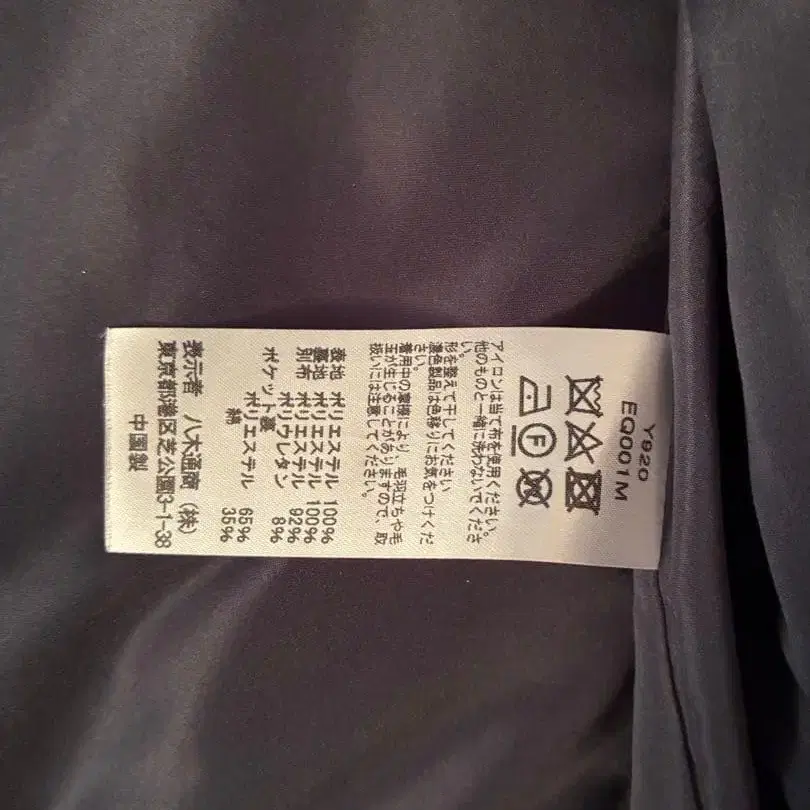 Y920
EQ001M
F
アイロンは当て布を使用ください。
他のものと一緒に洗わないでくださ
い。
形を整えて干してください
濃色製品は色移りにお気をつけくだ
さい。
着用中の摩擦により、毛羽立ちや毛
玉が生じることがありますので、取
扱いには注意してください。
表地 ポリエステル 100%
裏地 ポリエステル 100%
別布 ポリエステル 92%
ポリウレタン 8%
ポケット裏
ポリエステル 65%
綿 35%
表示者 八大通商 (株)
東京都港区芝公園3-1-38
中國製